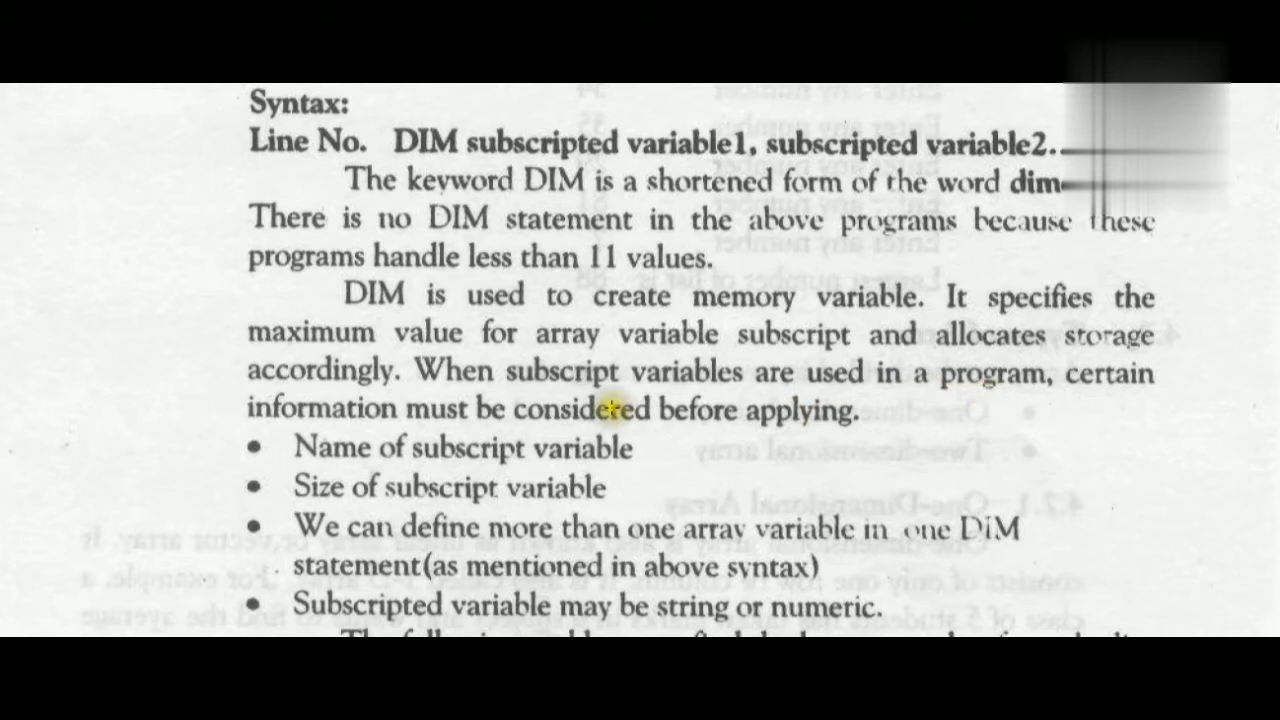 Syntax:
Line No. DIM subscripted variable1, subscripted variable2..
The keyword DIM is a shortened form of the word dim
There is no DIM statement in the above programs because these
programs handle less than 11 values.
DIM is used to create memory variable. It specifies the
maximum value for array variable subscript and allocates storage
accordingly. When subscript variables are used in a program, certain
information must be considered before applying.
• Name of subscript variable
• Size of subscript variable
• We can define more than one array variable in one DIM
statement(as mentioned in above syntax)
• Subscripted variable may be string or numeric.